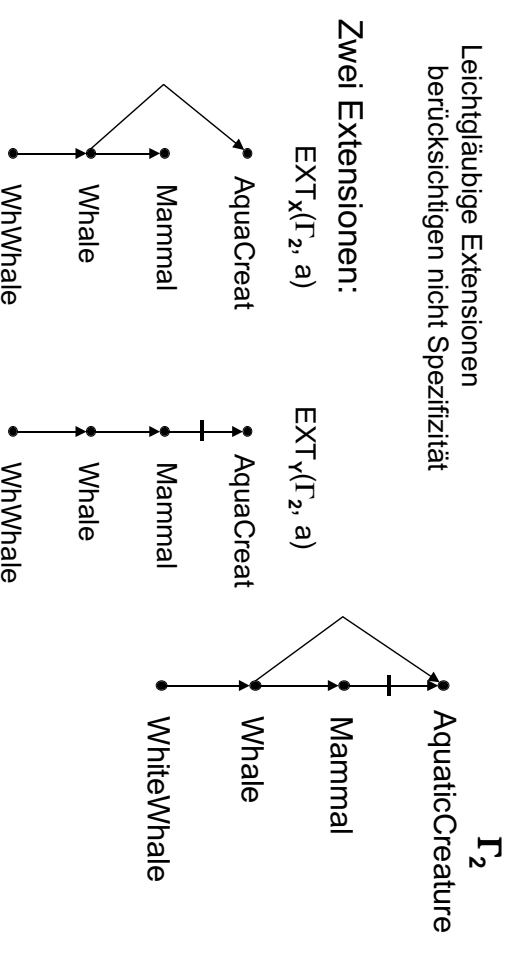 Leichtgläubige Extensionen
berücksichtigen nicht Spezifizität
Zwei Extensionen:
EXTₓ(Γ₂, a)
AquaCreat
Mammal
Whale
WhWhale
EXTᵧ(Γ₂, a)
AquaCreat
Mammal
Whale
WhWhale
Γ₂
AquaticCreature
Mammal
Whale
WhiteWhale